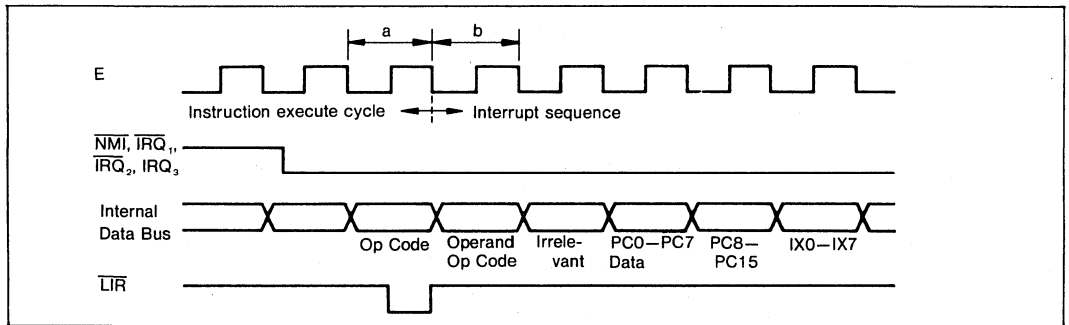 a
b
E
Instruction execute cycle
Interrupt sequence
NMI, IRQ₁,
IRQ₂, IRQ₃
Internal
Data Bus
Op Code
Operand
Op Code
Irrele-
vant
PC0—PC7
Data
PC8—
PC15
IX0—IX7
LIR